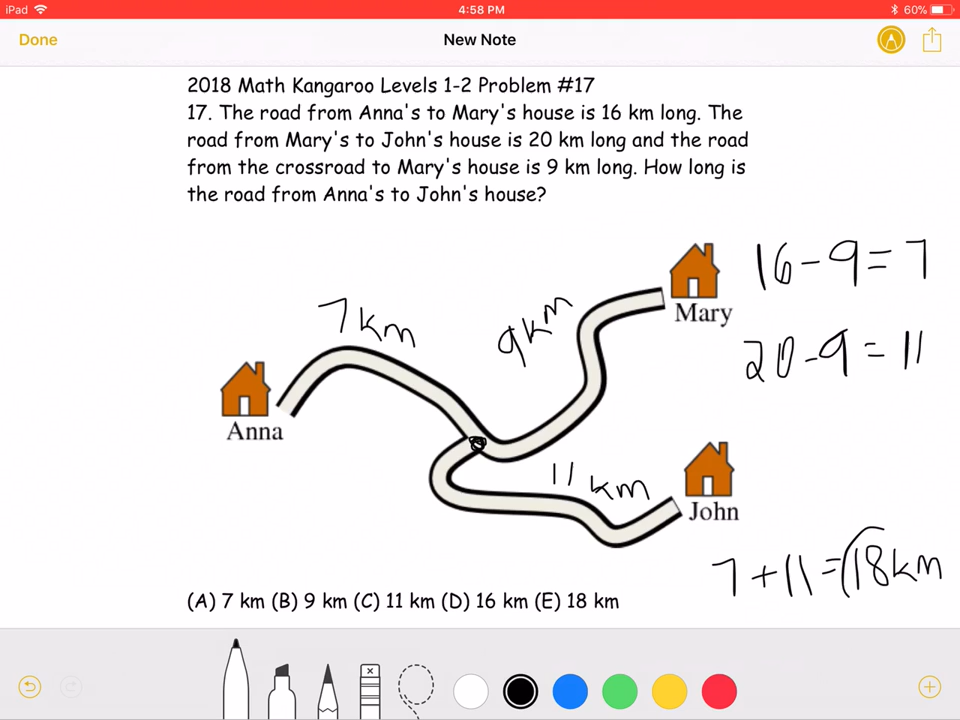 iPad 4:58 PM 60%
Done New Note
2018 Math Kangaroo Levels 1-2 Problem #17
17. The road from Anna's to Mary's house is 16 km long. The
road from Mary's to John's house is 20 km long and the road
from the crossroad to Mary's house is 9 km long. How long is
the road from Anna's to John's house?
16-9=7
Mary
7km
9km
20-9=11
Anna
11 km
John
7+11=18km
(A) 7 km (B) 9 km (C) 11 km (D) 16 km (E) 18 km